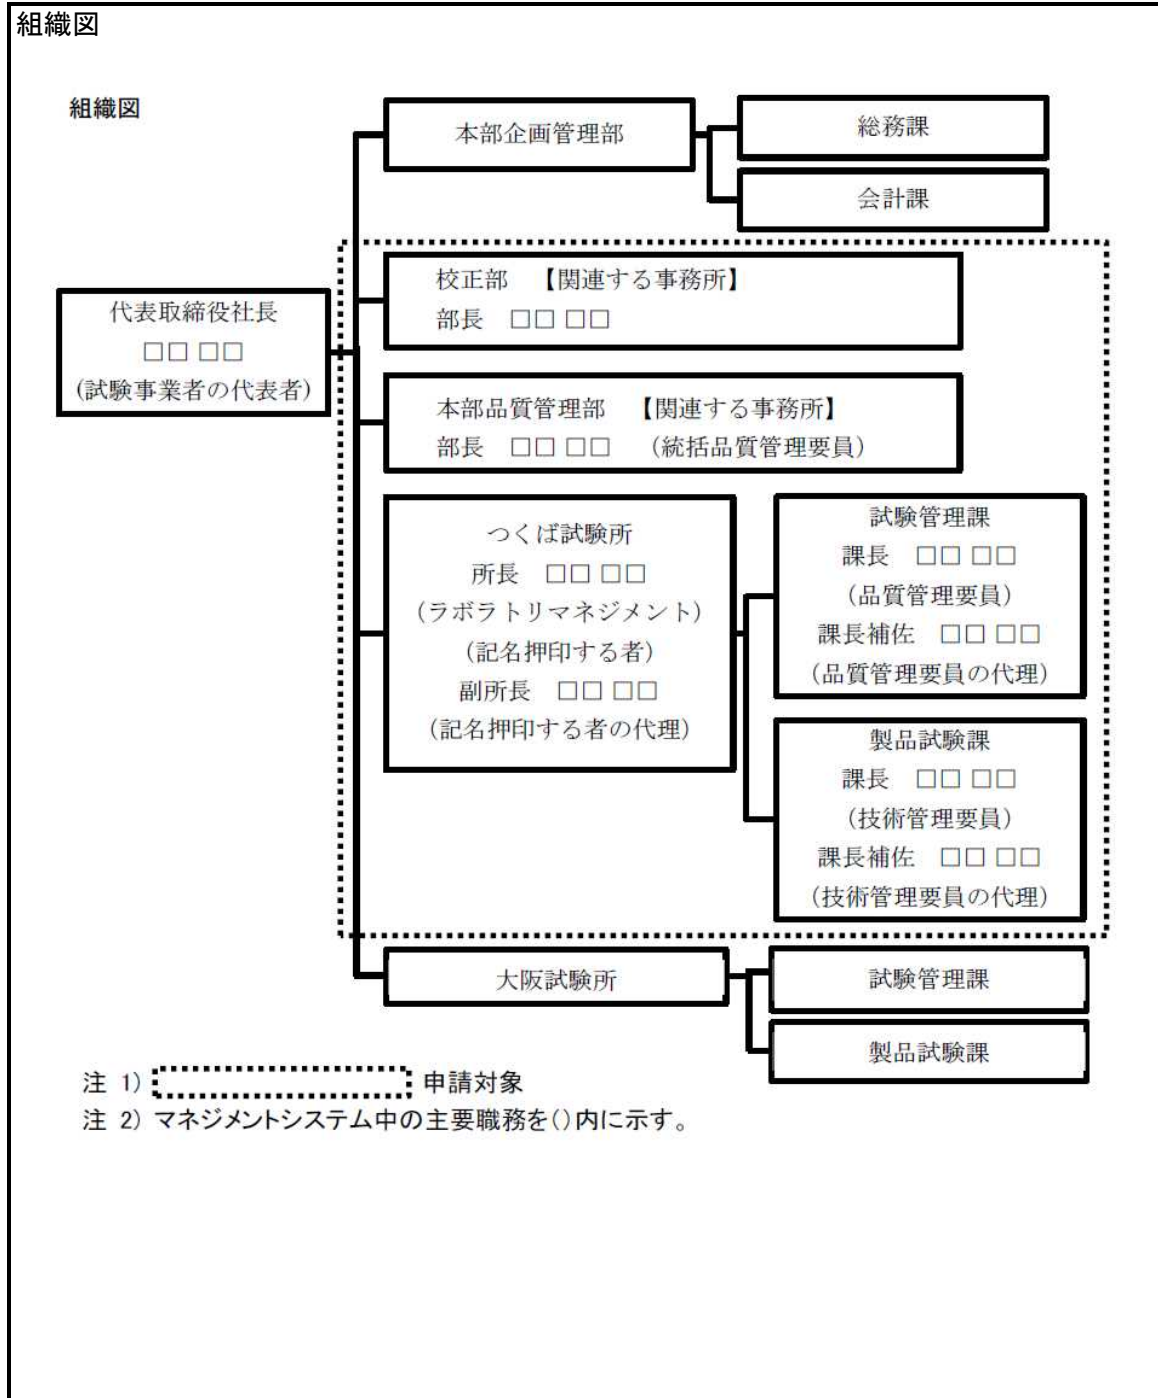 組織図
組織図
本部企画管理部
総務課
会計課
代表取締役社長
□□ □□
(試験事業者の代表者)
校正部 【関連する事務所】
部長 □□ □□
本部品質管理部 【関連する事務所】
部長 □□ □□ （統括品質管理要員）
つくば試験所
所長 □□ □□
（ラボラトリマネジメント）
（記名押印する者）
副所長 □□ □□
（記名押印する者の代理）
試験管理課
課長 □□ □□
（品質管理要員）
課長補佐 □□ □□
（品質管理要員の代理）
製品試験課
課長 □□ □□
（技術管理要員）
課長補佐 □□ □□
（技術管理要員の代理）
大阪試験所
試験管理課
製品試験課
注 1) 申請対象
注 2) マネジメントシステム中の主要職務を()内に示す。